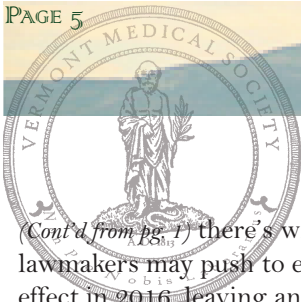 PAGE 5
VERMONT MEDICAL SOCIETY
A.D. 1813
(Cont'd from pg. 1) there's w
lawmakers may push to e
effect in 2016, leaving an